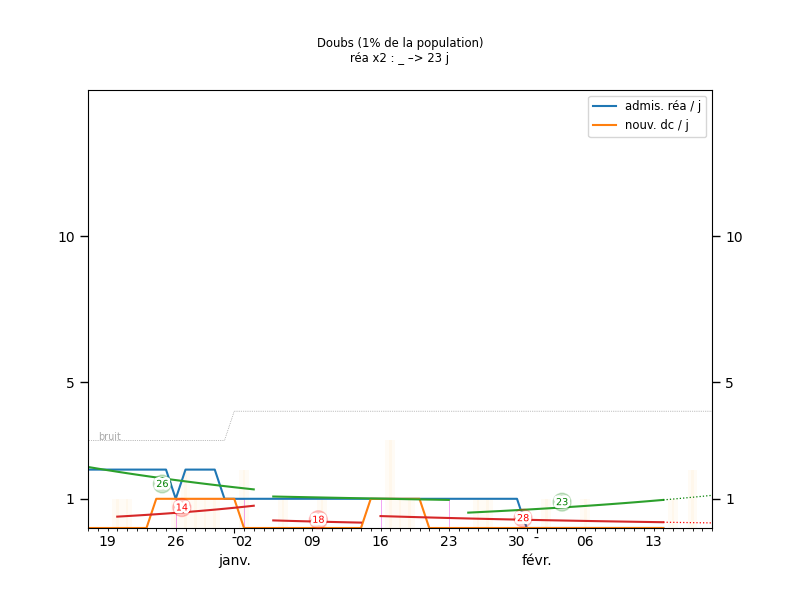 Doubs (1% de la population)
réa x2 : _ –> 23 j
admis. réa / j
nouv. dc / j
10 10
5 5
bruit
26
14
18
28
23
1 1
19 26 02 09 16 23 30 06 13
janv. févr.